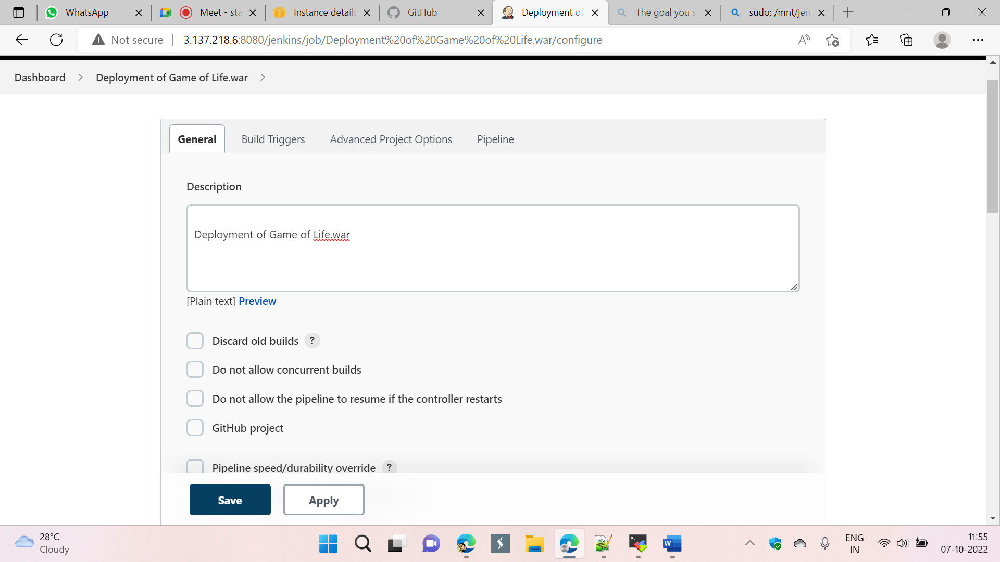 WhatsApp
Meet - sta
Instance details
GitHub
Deployment of
The goal you sp
sudo: /mnt/jen
Not secure
3.137.218.6:8080/jenkins/job/Deployment%20of%20Game%20of%20Life.war/configure
Dashboard
Deployment of Game of Life.war
General
Build Triggers
Advanced Project Options
Pipeline
Description
Deployment of Game of Life.war
[Plain text] Preview
Discard old builds ?
Do not allow concurrent builds
Do not allow the pipeline to resume if the controller restarts
GitHub project
Pipeline speed/durability override ?
Save
Apply
28°C
Cloudy
ENG
IN
11:55
07-10-2022